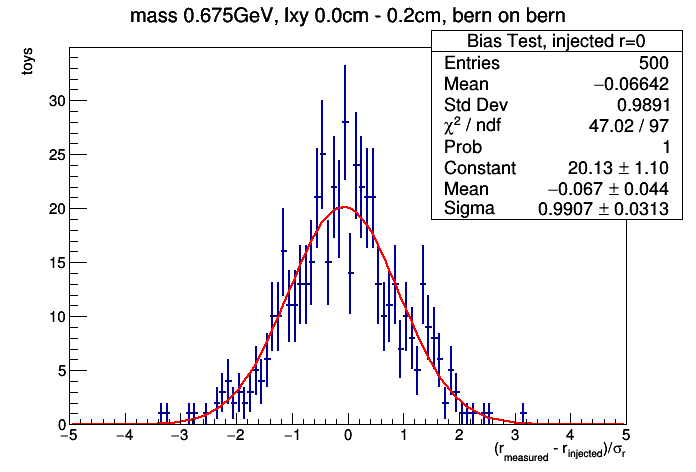 mass 0.675GeV, lxy 0.0cm - 0.2cm, bern on bern
toys
Bias Test, injected r=0
Entries 500
Mean −0.06642
Std Dev 0.9891
χ² / ndf 47.02 / 97
Prob 1
Constant 20.13 ± 1.10
Mean −0.067 ± 0.044
Sigma 0.9907 ± 0.0313
30
25
20
15
10
5
0
−5 −4 −3 −2 −1 0 1 2 3 4 5
(r_measured - r_injected)/σ_r